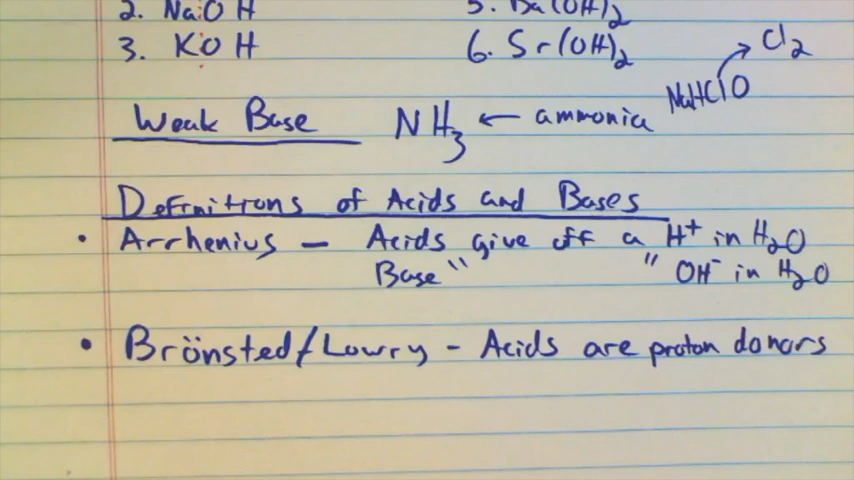 2. NaOH
5. Ba(OH)₂
3. KOH
6. Sr(OH)₂
Cl₂
Weak Base NH₃ ← ammonia
Definitions of Acids and Bases
• Arrhenius – Acids give off a H⁺ in H₂O
Base " " OH⁻ in H₂O
• Brönsted/Lowry - Acids are proton donors